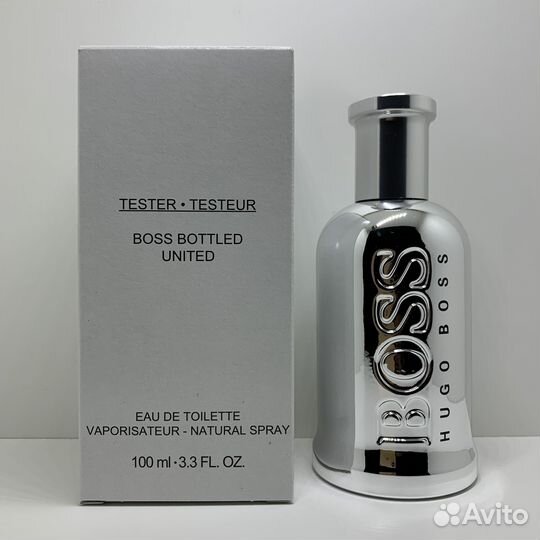 TESTER • TESTEUR
BOSS BOTTLED
UNITED
EAU DE TOILETTE
VAPORISATEUR - NATURAL SPRAY
100 ml • 3.3 FL. OZ.
BOSS
HUGO BOSS
Avito